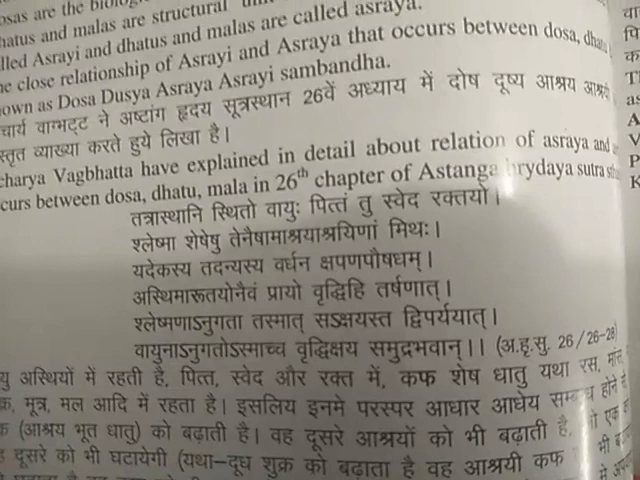 osas are the
hatus and malas are structural
lled Asrayi and dhatus and malas are called asraya.
e close relationship of Asrayi and Asraya that occurs between dosa, dhatu
own as Dosa Dusya Asraya Asrayi sambandha.
चार्य वाग्भट्ट ने अष्टांग हृदय सूत्रस्थान 26वें अध्याय में दोष दूष्य आश्रय आश्रयी
स्तृत व्याख्या करते हुये लिखा है।
charya Vagbhatta have explained in detail about relation of asraya and
curs between dosa, dhatu, mala in 26th chapter of Astanga hrydaya sutra
तत्रास्थानि स्थितो वायुः पित्तं तु स्वेद रक्तयो।
श्लेष्मा शेषेषु तेनैषामाश्रयाश्रयिणां मिथः।
यदेकस्य तदन्यस्य वर्धन क्षपणपौषधम्।
अस्थिमारूतयोनैवं प्रायो वृद्धिहि तर्षणात्।
श्लेष्मणाऽनुगता तस्मात् सऽक्षयस्त द्विपर्ययात्।
वायुनाऽनुगतोऽस्माच्च वृद्धिक्षय समुद्रभवान्।। (अ.हृ.सु. 26/26-28)
यु अस्थियों में रहती है, पित्त, स्वेद और रक्त में, कफ शेष धातु यथा रस, मांस
क्र, मूत्र, मल आदि में रहता है। इसलिय इनमे परस्पर आधार आधेय सम्बन्ध होने
क (आश्रय भूत धातु) को बढ़ाती है। वह दूसरे आश्रयों को भी बढ़ाती है, एक
दूसरे को भी घटायेगी (यथा-दूध शुक्र को बढ़ाता है वह आश्रयी कफ भी